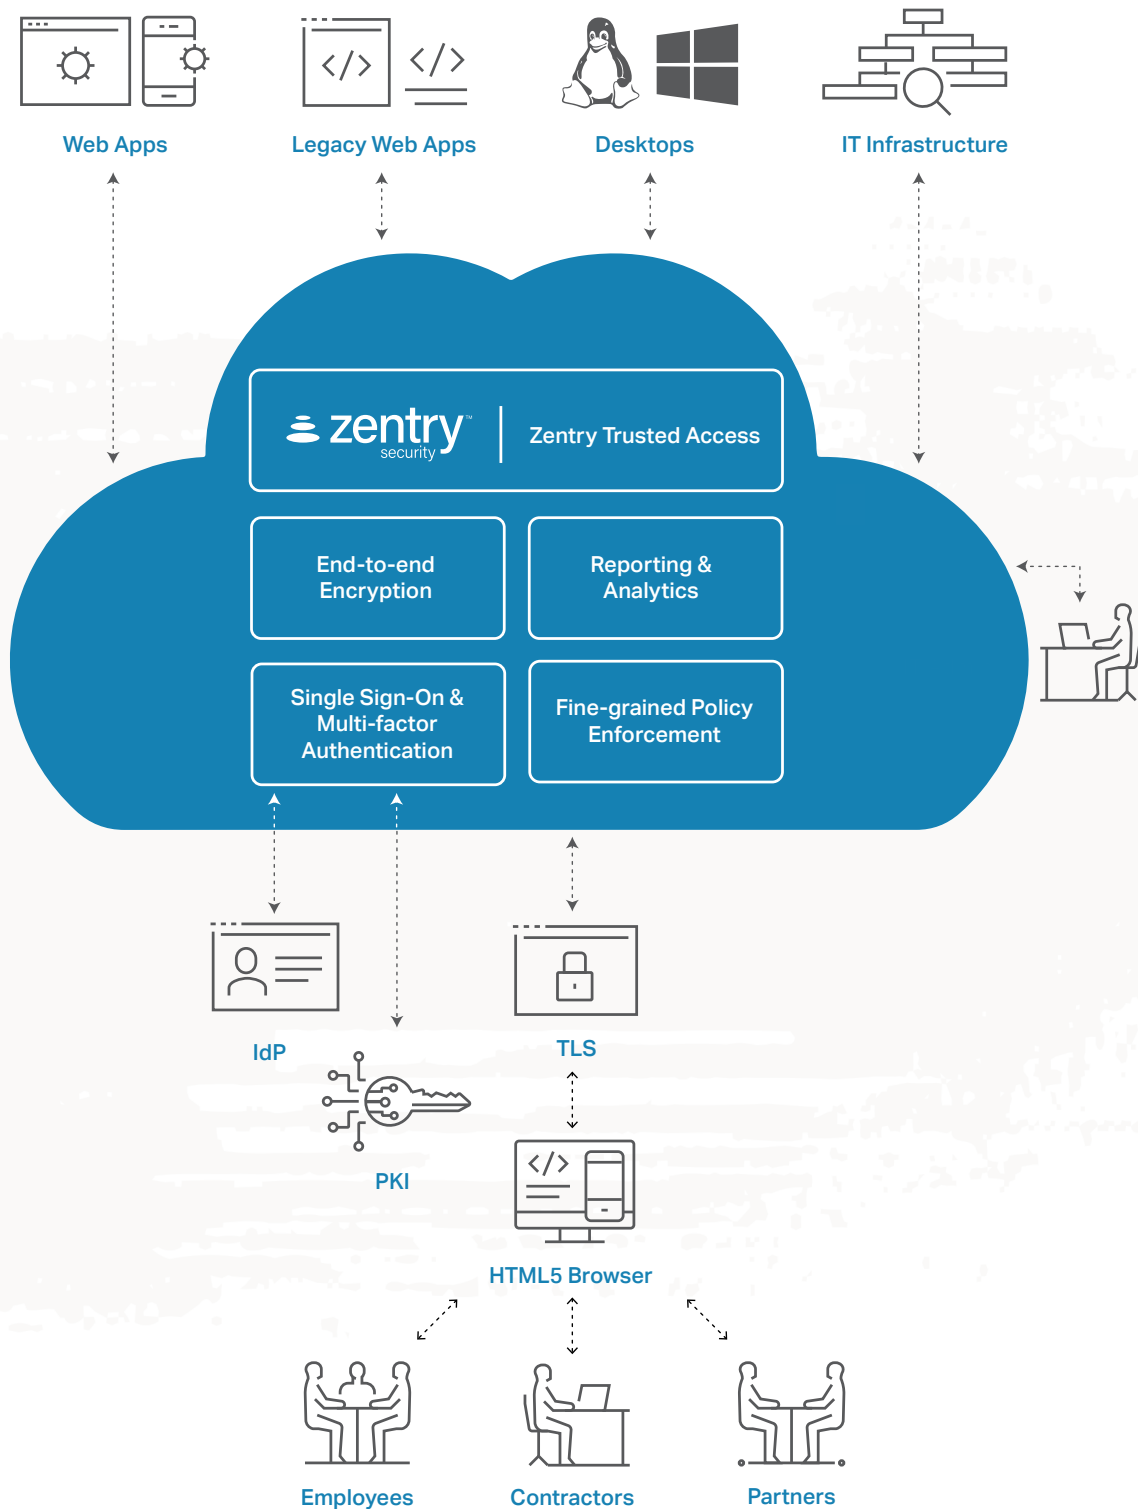 Web Apps
Legacy Web Apps
Desktops
IT Infrastructure
zentry™
security
Zentry Trusted Access
End-to-end
Encryption
Reporting &
Analytics
Single Sign-On &
Multi-factor
Authentication
Fine-grained Policy
Enforcement
IdP
TLS
PKI
HTML5 Browser
Employees
Contractors
Partners